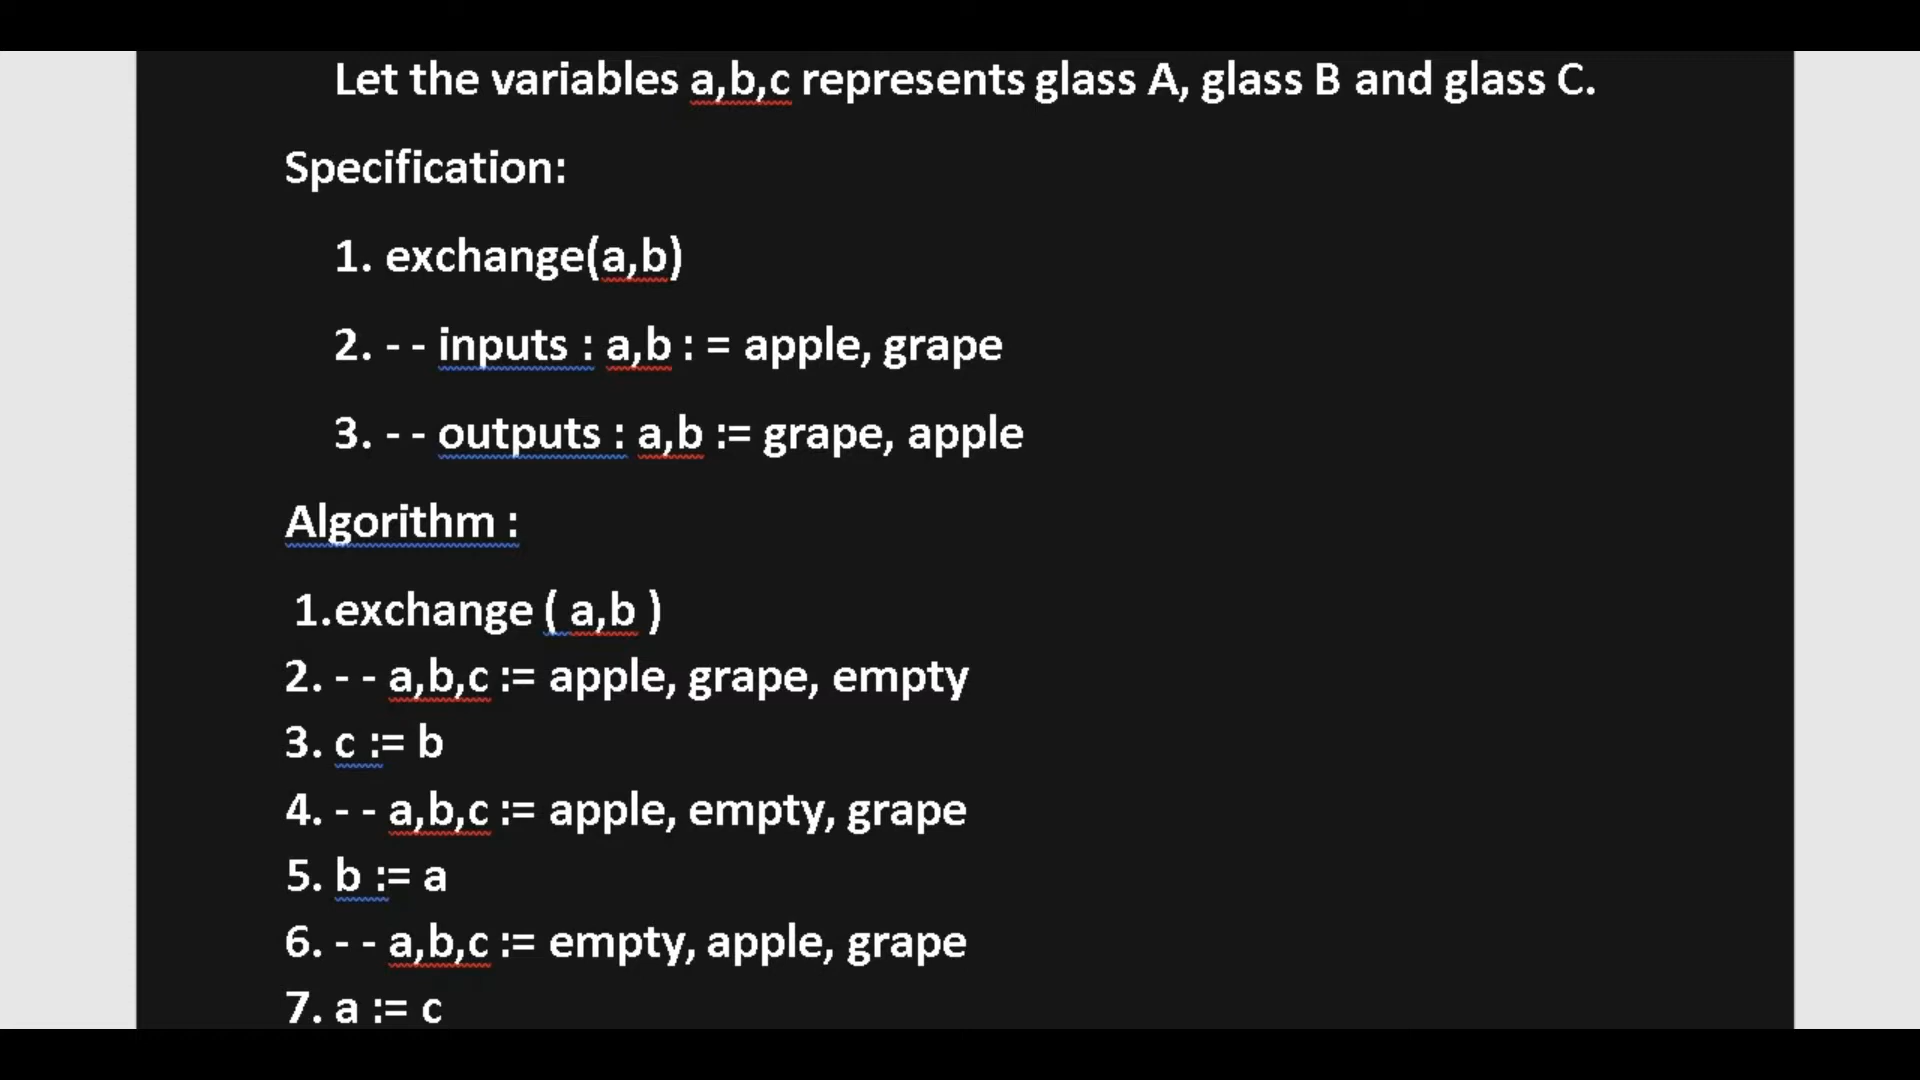 Let the variables a,b,c represents glass A, glass B and glass C.
Specification:
1. exchange(a,b)
2. - - inputs : a,b : = apple, grape
3. - - outputs : a,b := grape, apple
Algorithm :
1.exchange ( a,b )
2. - - a,b,c := apple, grape, empty
3. c := b
4. - - a,b,c := apple, empty, grape
5. b := a
6. - - a,b,c := empty, apple, grape
7. a := c